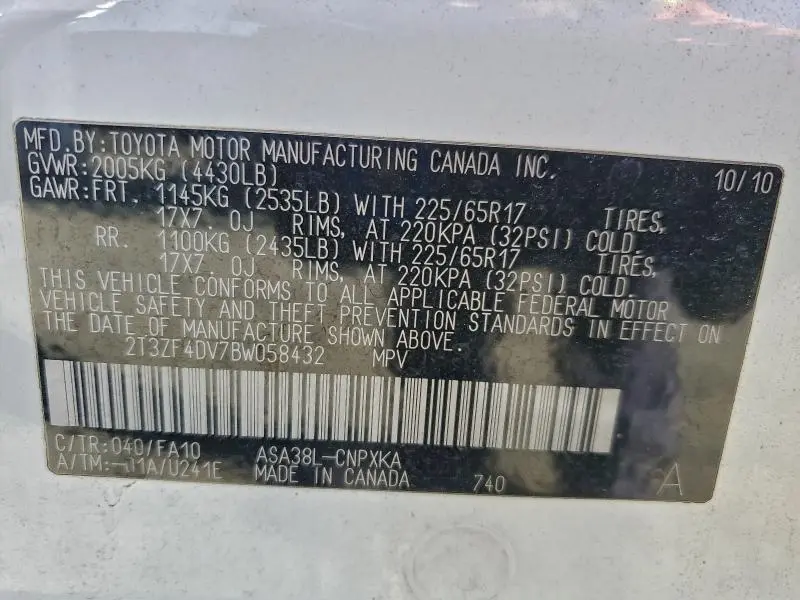 MFD.BY:TOYOTA MOTOR MANUFACTURING CANADA INC. 10/10
GVWR:2005KG (4430LB)
GAWR:FRT. 1145KG (2535LB) WITH 225/65R17 TIRES,
17X7. 0J RIMS, AT 220KPA (32PSI) COLD
RR. 1100KG (2435LB) WITH 225/65R17 TIRES,
17X7. 0J RIMS, AT 220KPA (32PSI) COLD.
THIS VEHICLE CONFORMS TO ALL APPLICABLE FEDERAL MOTOR
VEHICLE SAFETY AND THEFT PREVENTION STANDARDS IN EFFECT ON
THE DATE OF MANUFACTURE SHOWN ABOVE.
2T3ZF4DV7BW058432 MPV
C/TR:040/FA10 ASA38L-CNPXKA
A/TM:-01A/U241E MADE IN CANADA 740 A